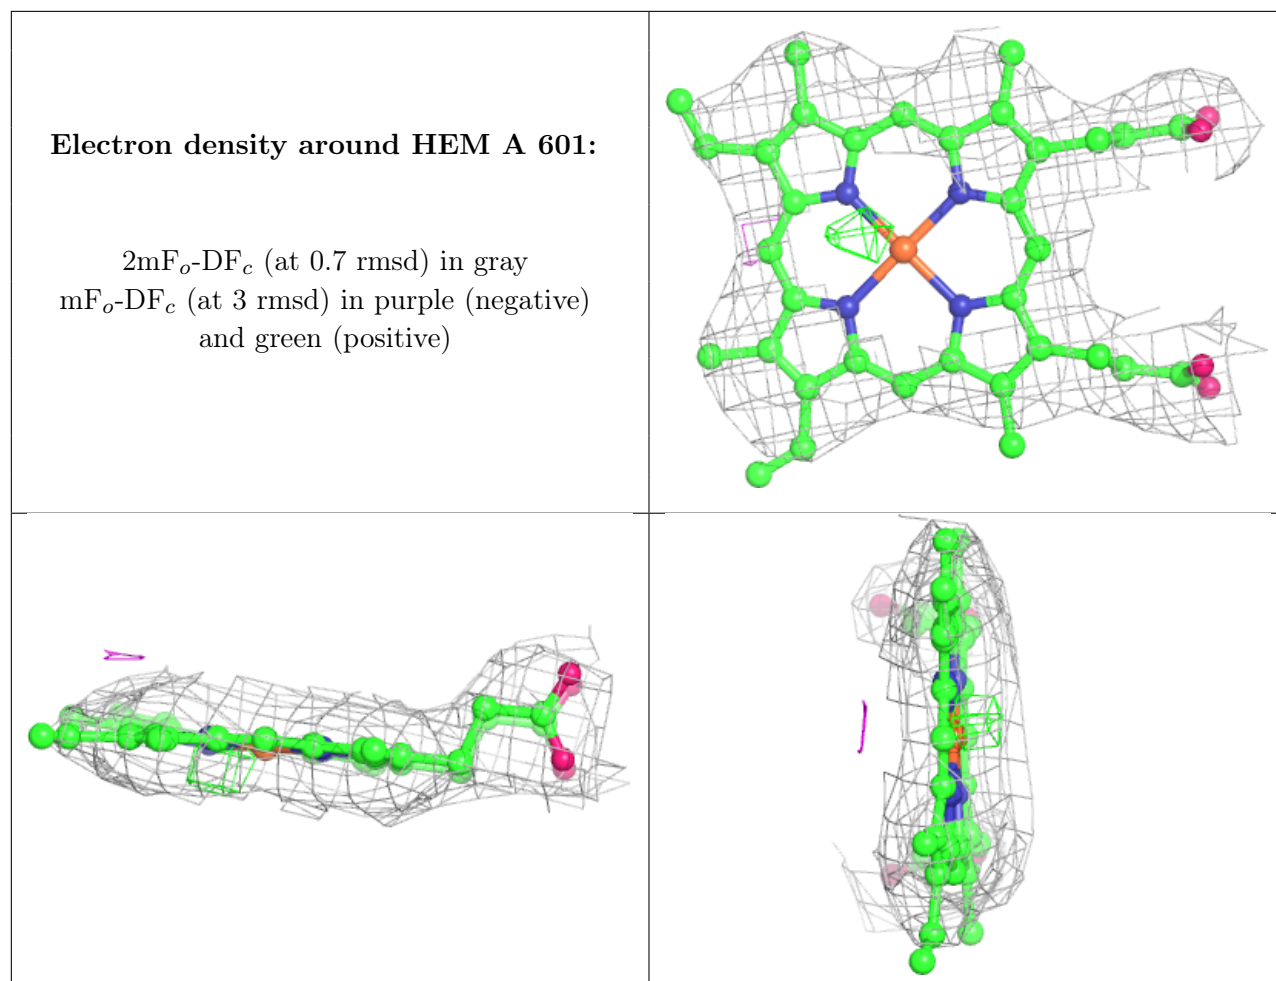 Electron density around HEM A 601:
2mFo-DFc (at 0.7 rmsd) in gray
mFo-DFc (at 3 rmsd) in purple (negative)
and green (positive)